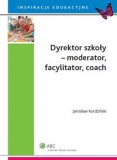 INSPIRACJE EDUKACYJNE
Dyrektor szkoły
– moderator,
facylitator, coach
Jarosław Kordziński
ABC